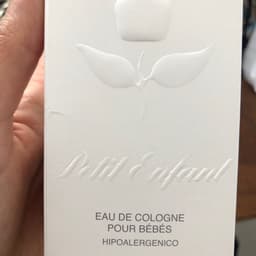 Petit Enfant
EAU DE COLOGNE
POUR BÉBÉS
HIPOALERGENICO